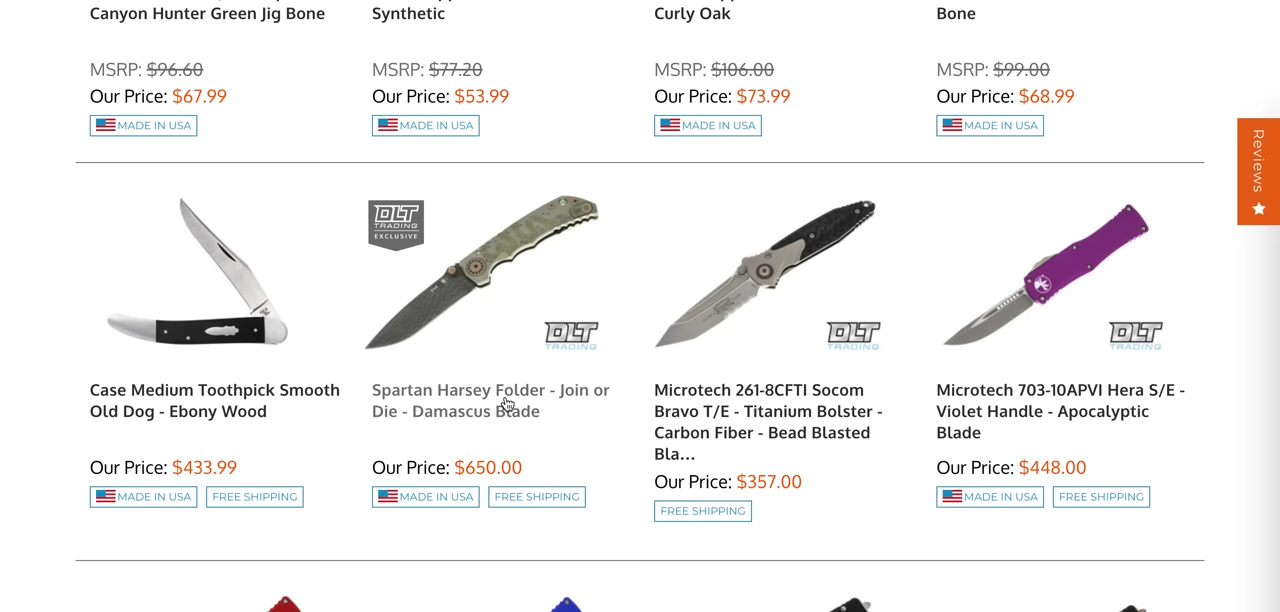 Canyon Hunter Green Jig Bone
Synthetic
Curly Oak
Bone
MSRP: $96.60
MSRP: $77.20
MSRP: $106.00
MSRP: $99.00
Our Price: $67.99
Our Price: $53.99
Our Price: $73.99
Our Price: $68.99
MADE IN USA
MADE IN USA
MADE IN USA
MADE IN USA
Reviews
DLT
TRADING
EXCLUSIVE
DLT
TRADING
DLT
TRADING
DLT
TRADING
Case Medium Toothpick Smooth
Old Dog - Ebony Wood
Our Price: $433.99
MADE IN USA
FREE SHIPPING
Spartan Harsey Folder - Join or
Die - Damascus Blade
Our Price: $650.00
MADE IN USA
FREE SHIPPING
Microtech 261-8CFTI Socom
Bravo T/E - Titanium Bolster -
Carbon Fiber - Bead Blasted
Bla...
Our Price: $357.00
FREE SHIPPING
Microtech 703-10APVI Hera S/E -
Violet Handle - Apocalyptic
Blade
Our Price: $448.00
MADE IN USA
FREE SHIPPING